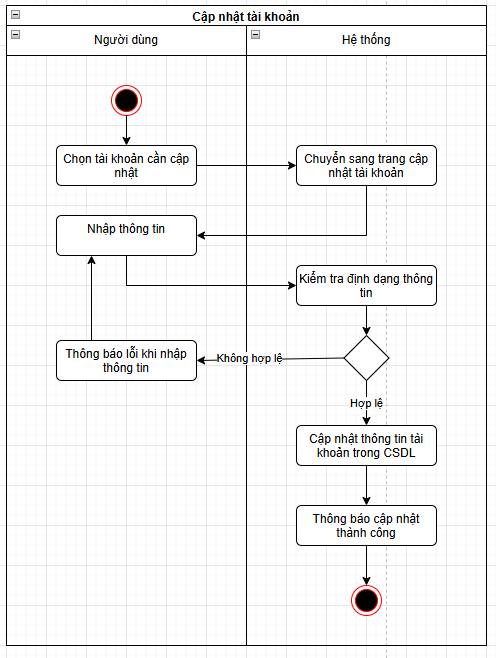 Cập nhật tài khoản
Người dùng
Hệ thống
Chọn tài khoản cần cập
nhật
Chuyển sang trang cập
nhật tài khoản
Nhập thông tin
Kiểm tra định dạng thông
tin
Thông báo lỗi khi nhập
thông tin
Không hợp lệ
Hợp lệ
Cập nhật thông tin tài
khoản trong CSDL
Thông báo cập nhật
thành công